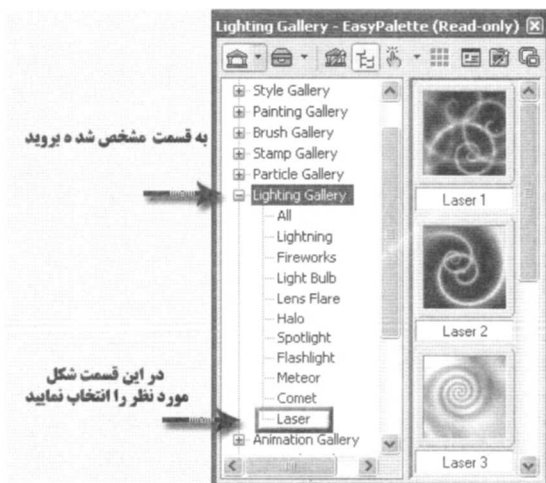 Lighting Gallery - EasyPalette (Read-only)
Style Gallery
Painting Gallery
Brush Gallery
به قسمت مشخص شده بروید
Stamp Gallery
Particle Gallery
Lighting Gallery
All
Lightning
Fireworks
Light Bulb
Lens Flare
Halo
Spotlight
Flashlight
Meteor
Comet
Laser
Animation Gallery
در این قسمت شکل
مورد نظر را انتخاب نمایید
Laser 1
Laser 2
Laser 3